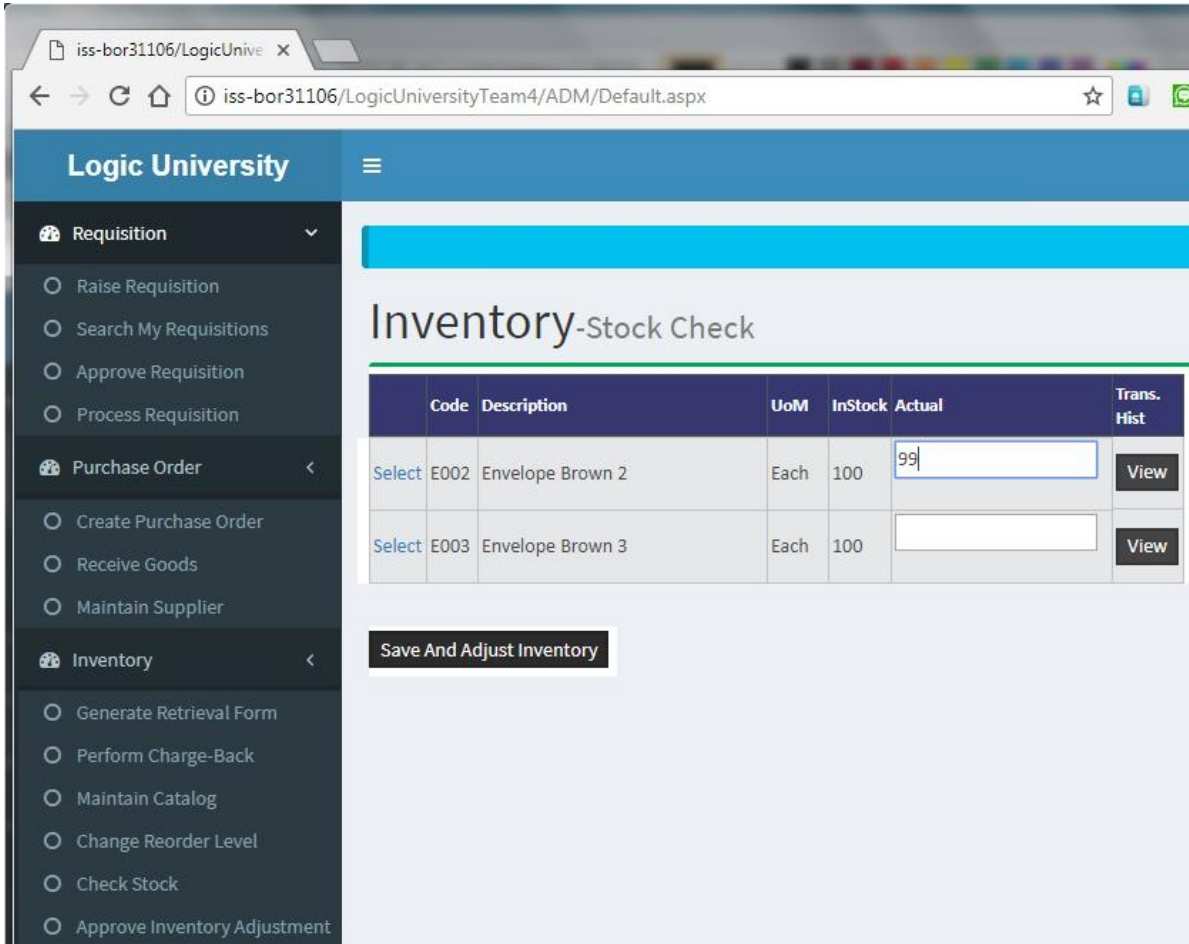 iss-bor31106/LogicUnive
iss-bor31106/LogicUniversityTeam4/ADM/Default.aspx
Logic University
Requisition
Raise Requisition
Search My Requisitions
Approve Requisition
Process Requisition
Purchase Order
Create Purchase Order
Receive Goods
Maintain Supplier
Inventory
Generate Retrieval Form
Perform Charge-Back
Maintain Catalog
Change Reorder Level
Check Stock
Approve Inventory Adjustment
Inventory-Stock Check
Code Description UoM InStock Actual Trans. Hist
Select E002 Envelope Brown 2 Each 100 99 View
Select E003 Envelope Brown 3 Each 100 View
Save And Adjust Inventory